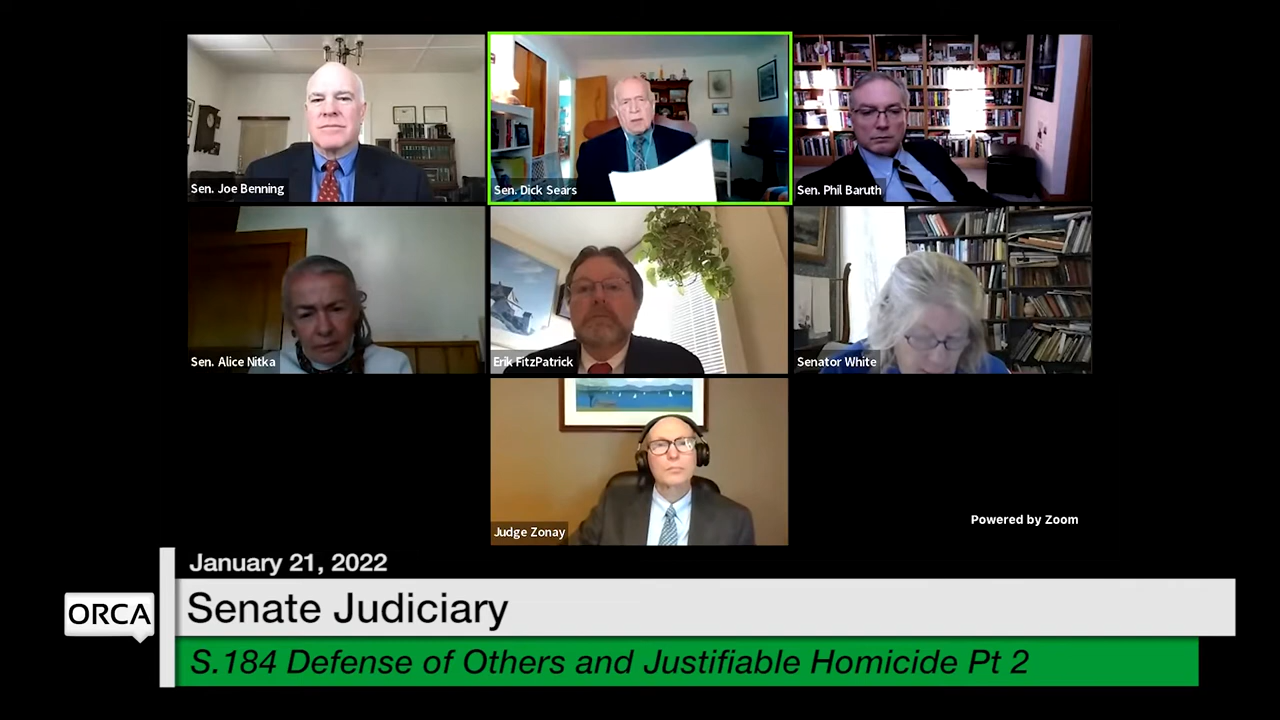 Sen. Joe Benning
Sen. Dick Sears
Sen. Phil Baruth
Sen. Alice Nitka
Erik FitzPatrick
Senator White
Judge Zonay
Powered by Zoom
January 21, 2022
ORCA
Senate Judiciary
S.184 Defense of Others and Justifiable Homicide Pt 2